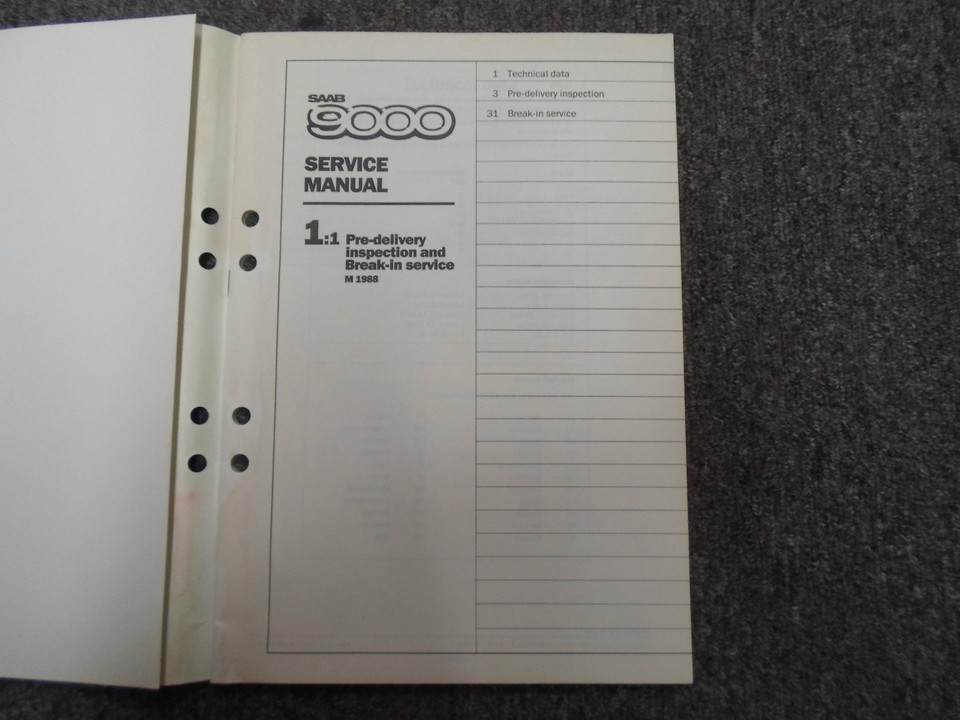 SAAB
9000
SERVICE
MANUAL
1:1 Pre-delivery
inspection and
Break-in service
M 1988
1 Technical data
3 Pre-delivery inspection
31 Break-in service